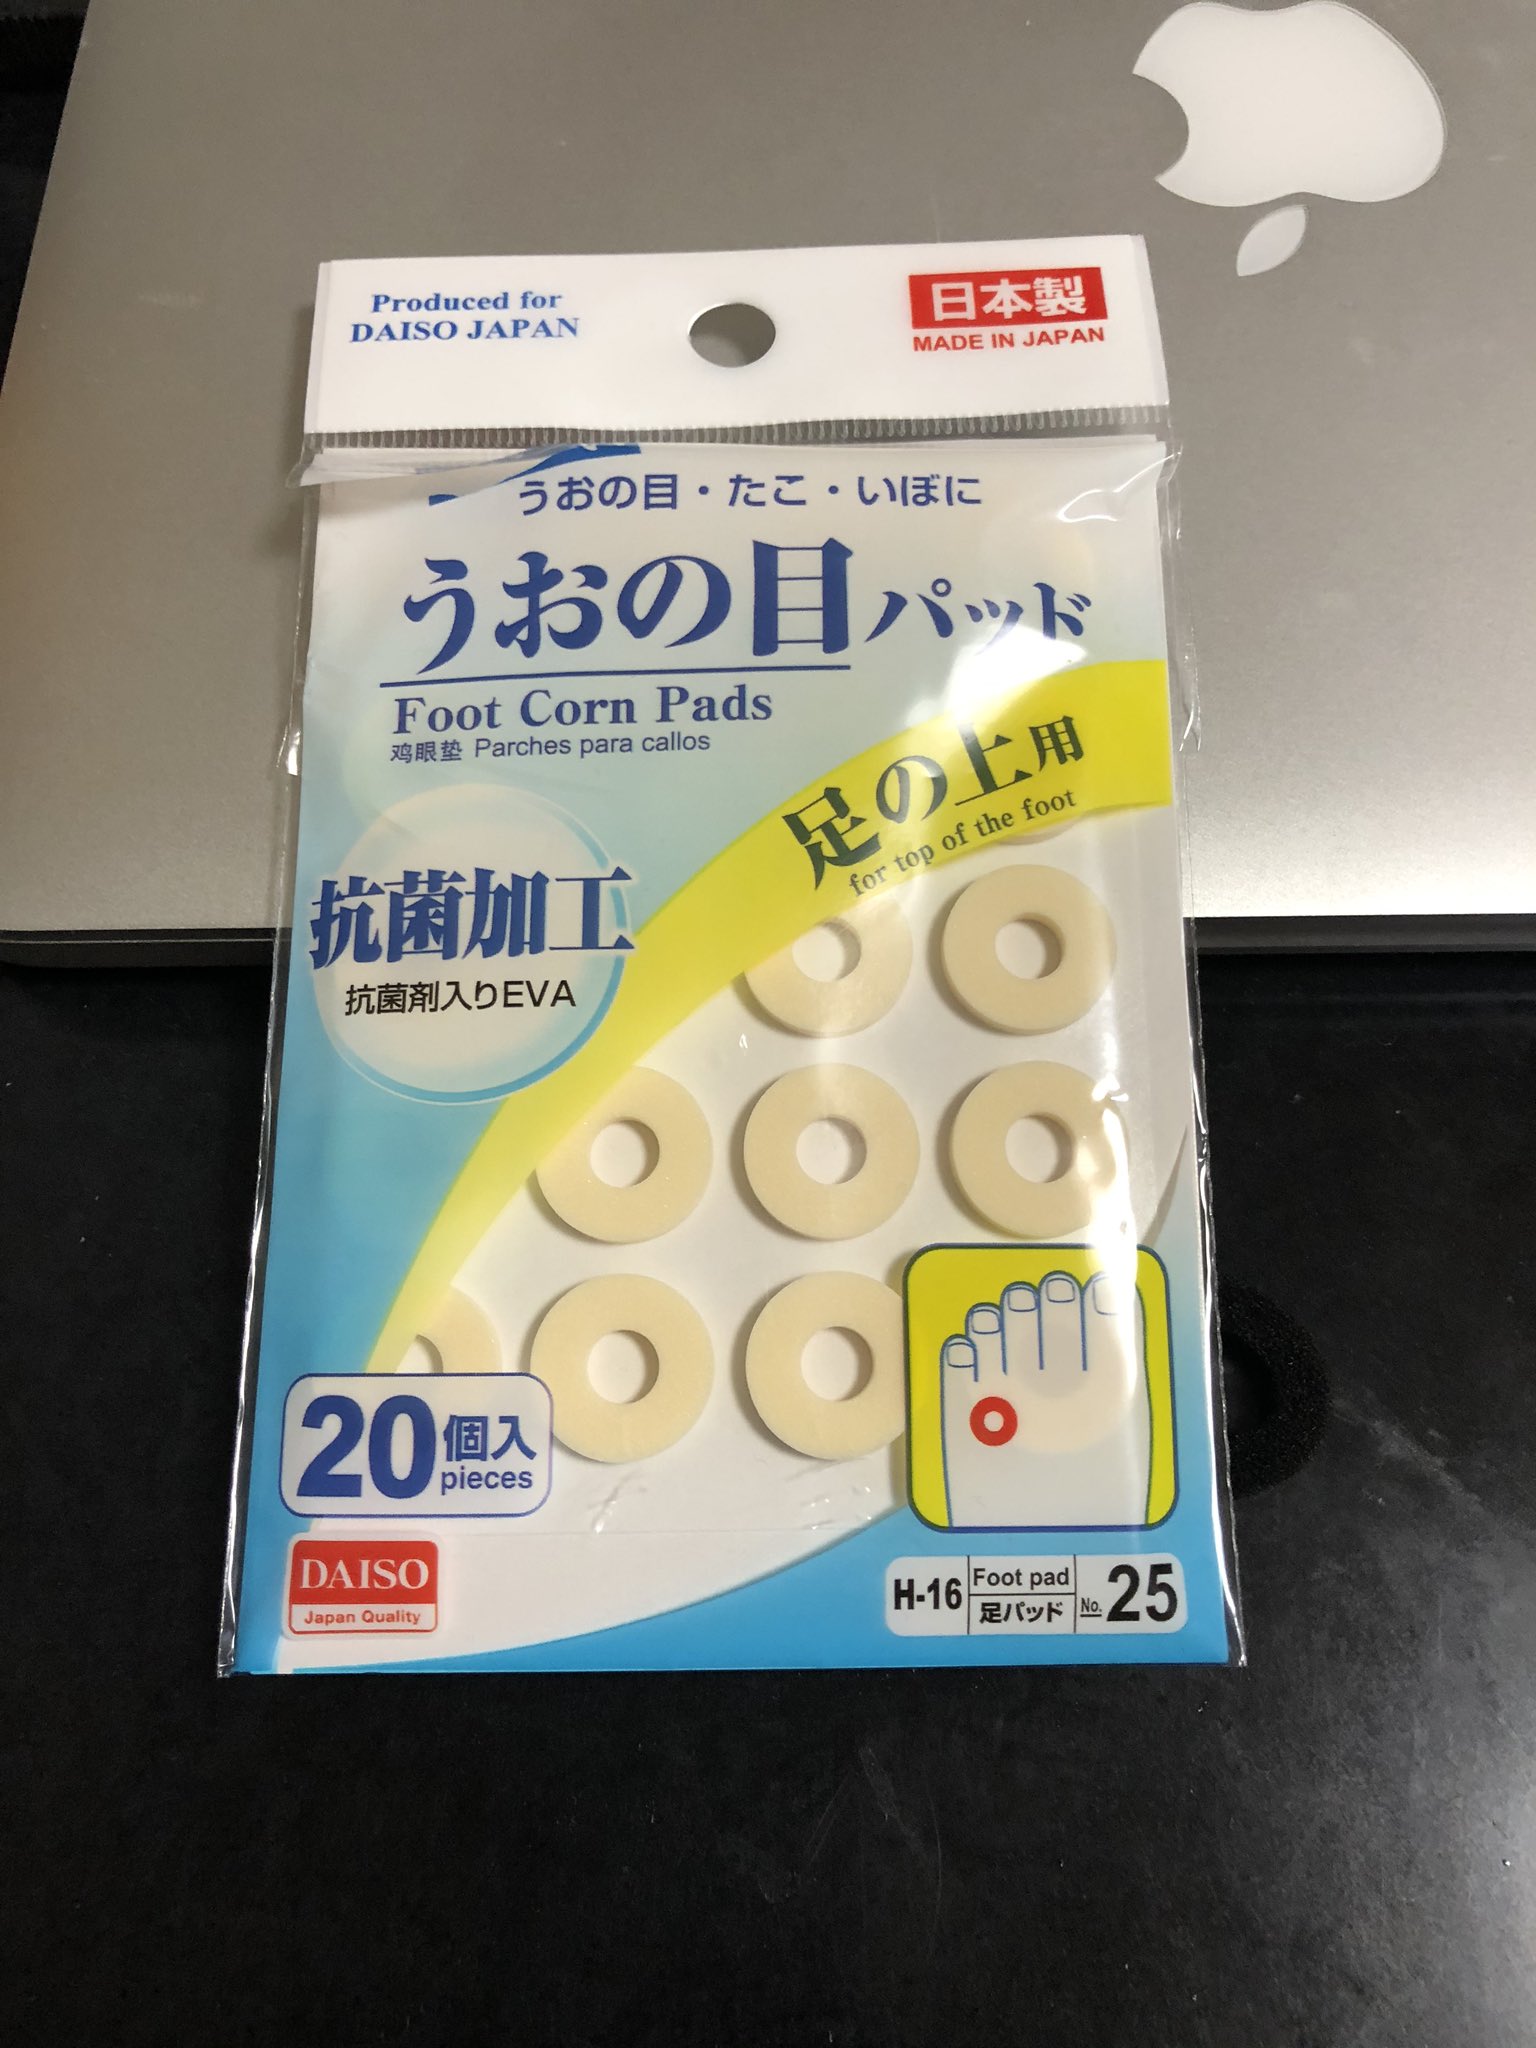 Produced for
DAISO JAPAN
日本製
MADE IN JAPAN
うおの目・たこ・いぼに
うおの目パッド
Foot Corn Pads
鸡眼垫 Parches para callos
足の上用
for top of the foot
抗菌加工
抗菌剤入りEVA
20個入
pieces
DAISO
Japan Quality
H-16
Foot pad
足パッド
No. 25